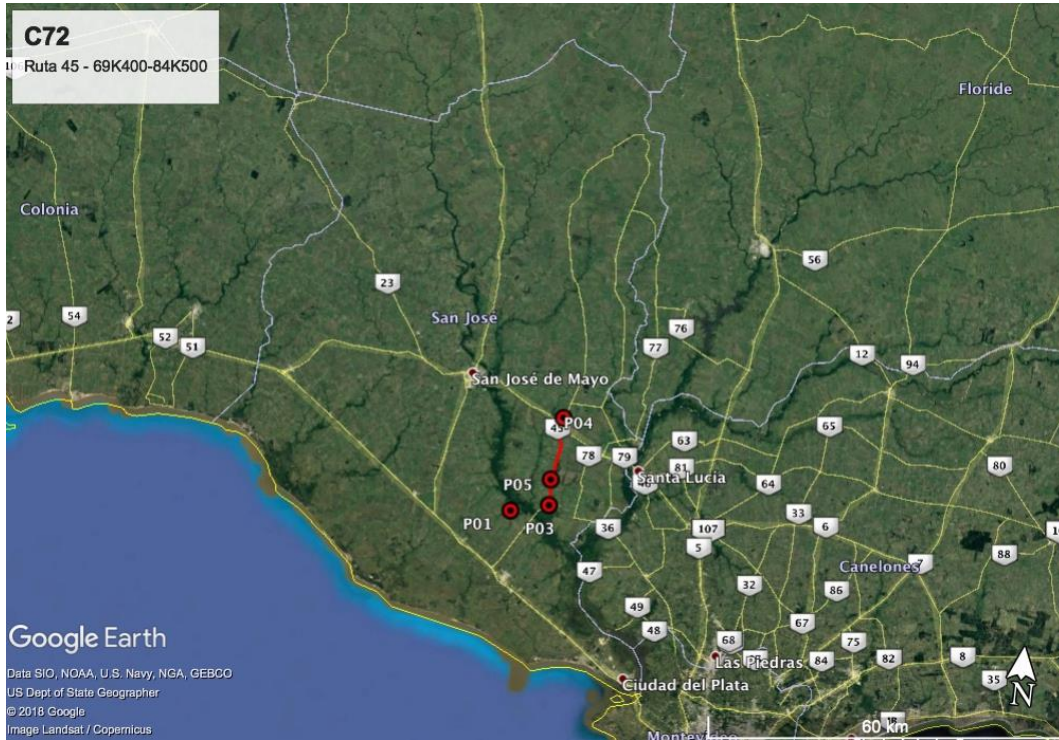 C72
Ruta 45 - 69K400-84K500
Floride
Colonia
56
23
54
San José
52
51
76
77
12
94
San José de Mayo
P04
45
65
63
78
79
81
80
Santa Lucía
64
P05
33
6
P01
P03
36
107
5
88
Canelones
7
47
32
86
49
67
48
68
75
Las Piedras
84
82
8
35
Ciudad del Plata
N
60 km
Google Earth
Data SIO, NOAA, U.S. Navy, NGA, GEBCO
US Dept of State Geographer
© 2018 Google
Image Landsat / Copernicus